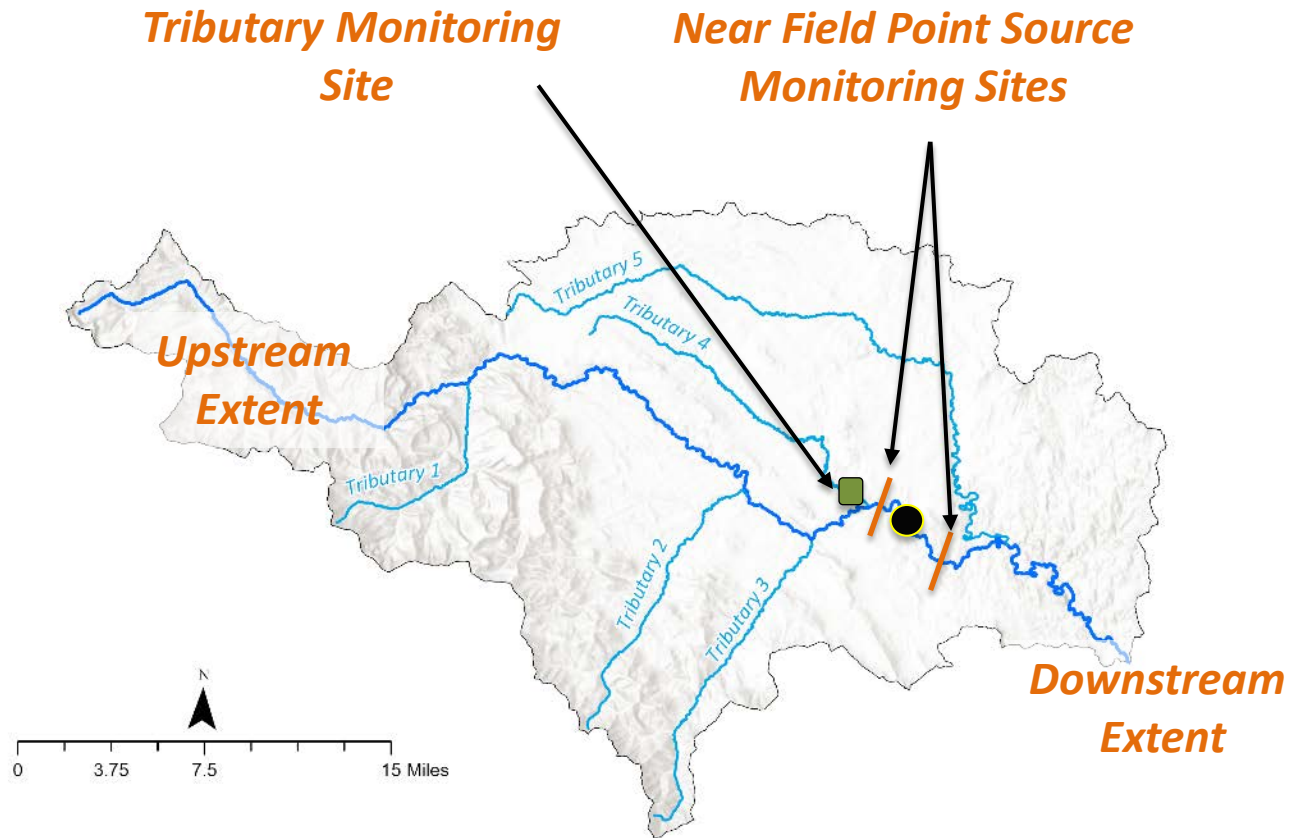 Tributary Monitoring
Site
Near Field Point Source
Monitoring Sites
Tributary 5
Tributary 4
Upstream
Extent
Tributary 1
Tributary 2
Tributary 3
Downstream
Extent
N
0 3.75 7.5 15 Miles